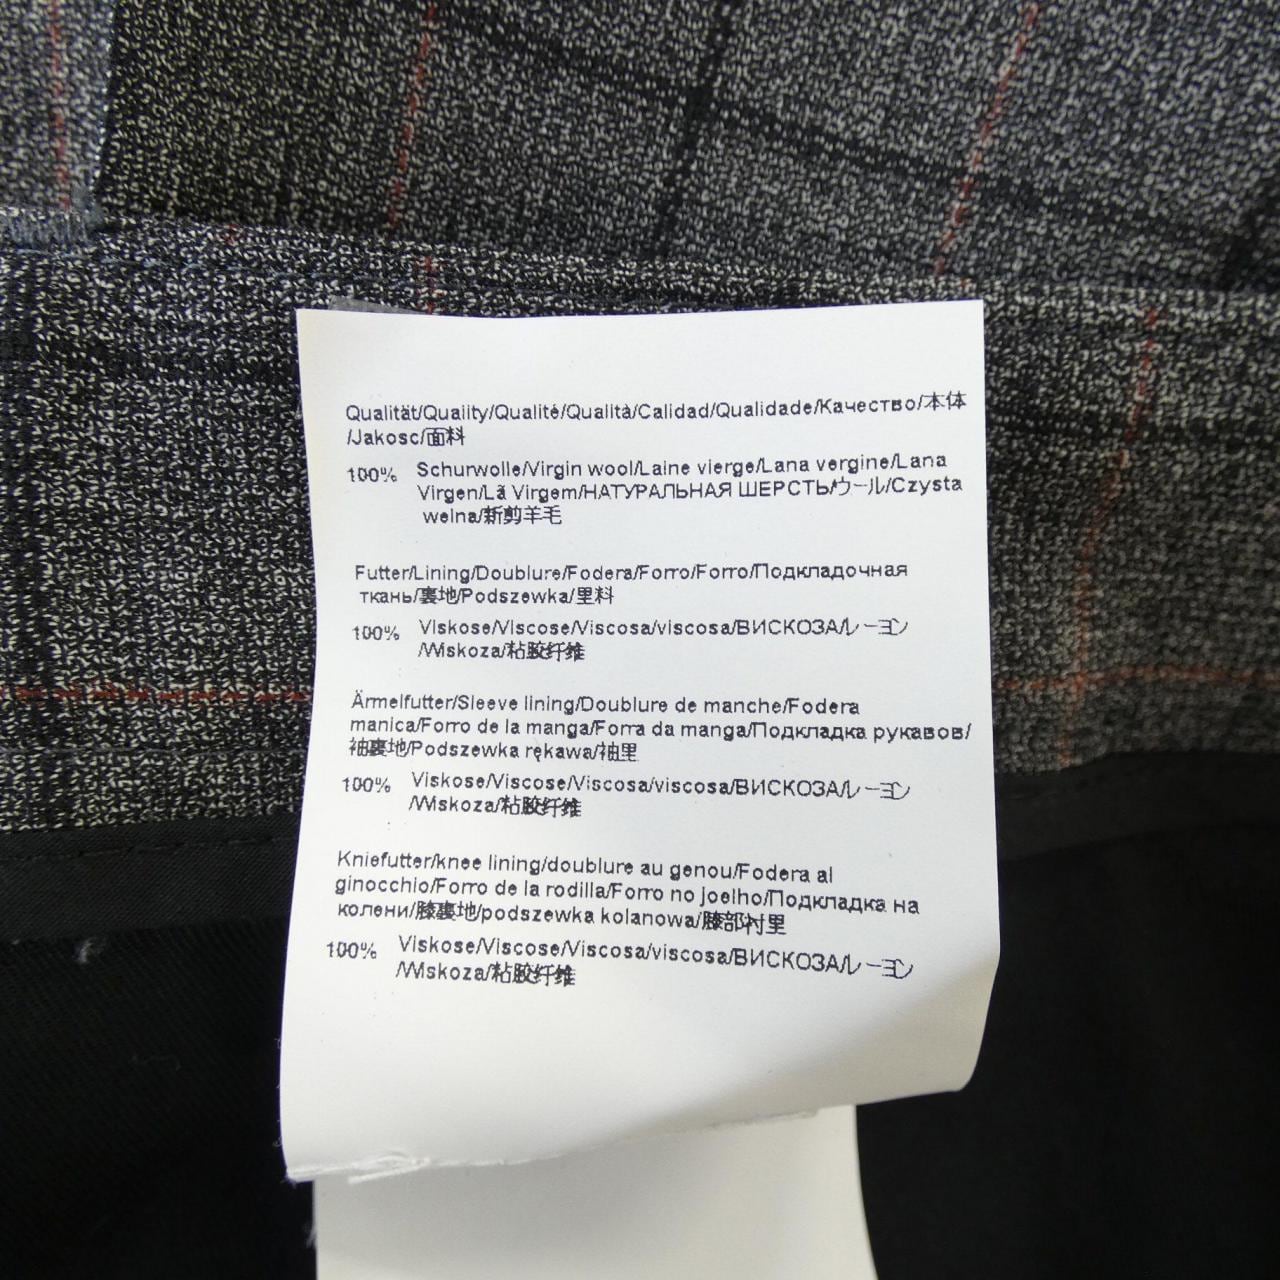 Qualität/Quality/Qualité/Qualità/Calidad/Qualidade/Качество/本体
/Jakosc/面料
100% Schurwolle/Virgin wool/Laine vierge/Lana vergine/Lana
Virgen/Lã Virgem/НАТУРАЛЬНАЯ ШЕРСТЬ/ウール/Czysta
welna/新剪羊毛
Futter/Lining/Doublure/Fodera/Forro/Forro/Подкладочная
ткань/裏地/Podszewka/里料
100% Viskose/Viscose/Viscosa/viscosa/ВИСКОЗА/レーヨン
/Wiskoza/粘胶纤维
Ärmelfutter/Sleeve lining/Doublure de manche/Fodera
manica/Forro de la manga/Forra da manga/Подкладка рукавов/
袖裏地/Podszewka rękawa/袖里
100% Viskose/Viscose/Viscosa/viscosa/ВИСКОЗА/レーヨン
/Wiskoza/粘胶纤维
Kniefutter/knee lining/doublure au genou/Fodera al
ginocchio/Forro de la rodilla/Forro no joelho/Подкладка на
колени/膝裏地/podszewka kolanowa/膝部衬里
100% Viskose/Viscose/Viscosa/viscosa/ВИСКОЗА/レーヨン
/Wiskoza/粘胶纤维